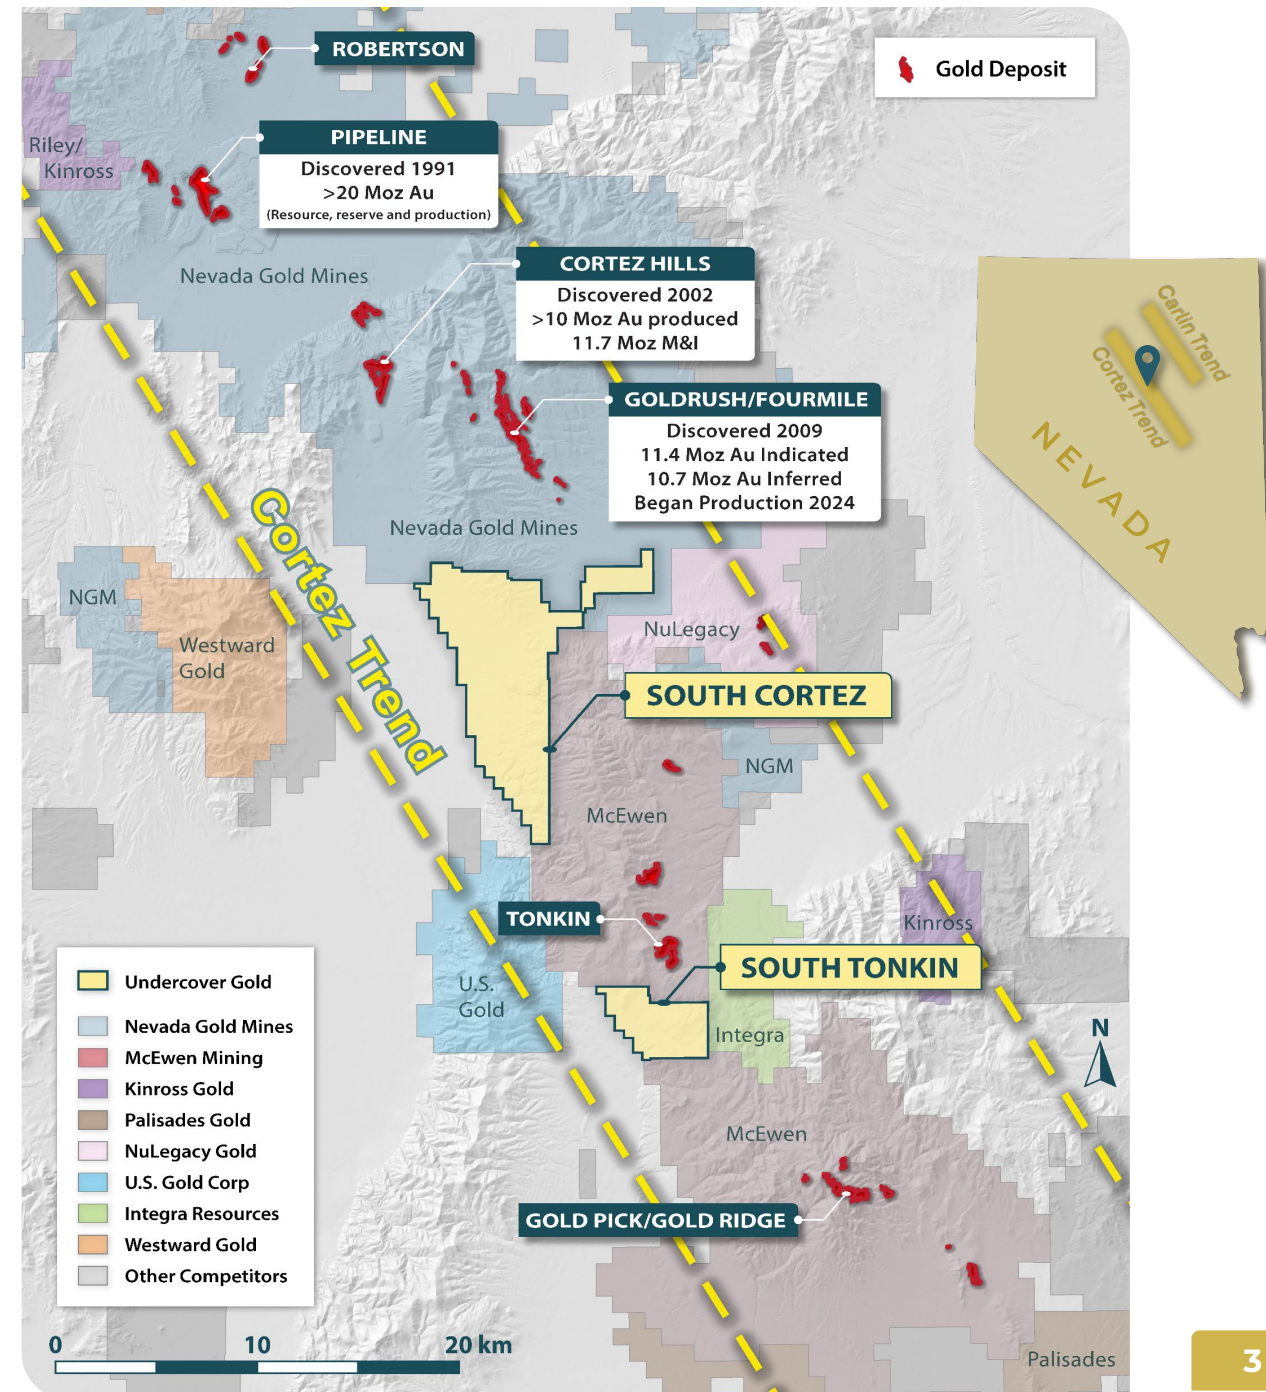 ROBERTSON
Gold Deposit
PIPELINE
Discovered 1991
>20 Moz Au
(Resource, reserve and production)
Riley/
Kinross
Nevada Gold Mines
CORTEZ HILLS
Discovered 2002
>10 Moz Au produced
11.7 Moz M&I
Carlin Trend
Cortez Trend
NEVADA
GOLDRUSH/FOURMILE
Discovered 2009
11.4 Moz Au Indicated
10.7 Moz Au Inferred
Began Production 2024
Nevada Gold Mines
Cortez Trend
NGM
Westward
Gold
NuLegacy
SOUTH CORTEZ
NGM
McEwen
Kinross
TONKIN
SOUTH TONKIN
U.S.
Gold
Integra
N
McEwen
GOLD PICK/GOLD RIDGE
Palisades
Undercover Gold
Nevada Gold Mines
McEwen Mining
Kinross Gold
Palisades Gold
NuLegacy Gold
U.S. Gold Corp
Integra Resources
Westward Gold
Other Competitors
0 10 20 km
3